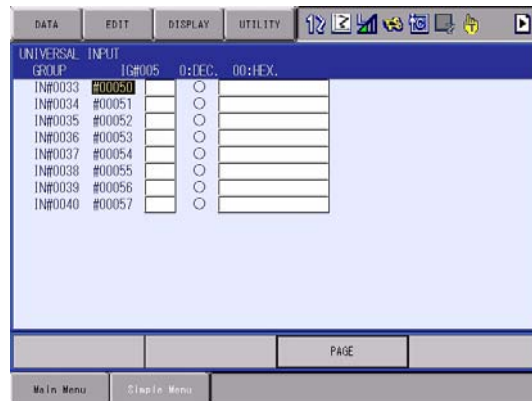 DATA EDIT DISPLAY UTILITY
UNIVERSAL INPUT
GROUP IG#005 0:DEC. 00:HEX.
IN#0033 #00050
IN#0034 #00051
IN#0035 #00052
IN#0036 #00053
IN#0037 #00054
IN#0038 #00055
IN#0039 #00056
IN#0040 #00057
PAGE
Main Menu Simple Menu